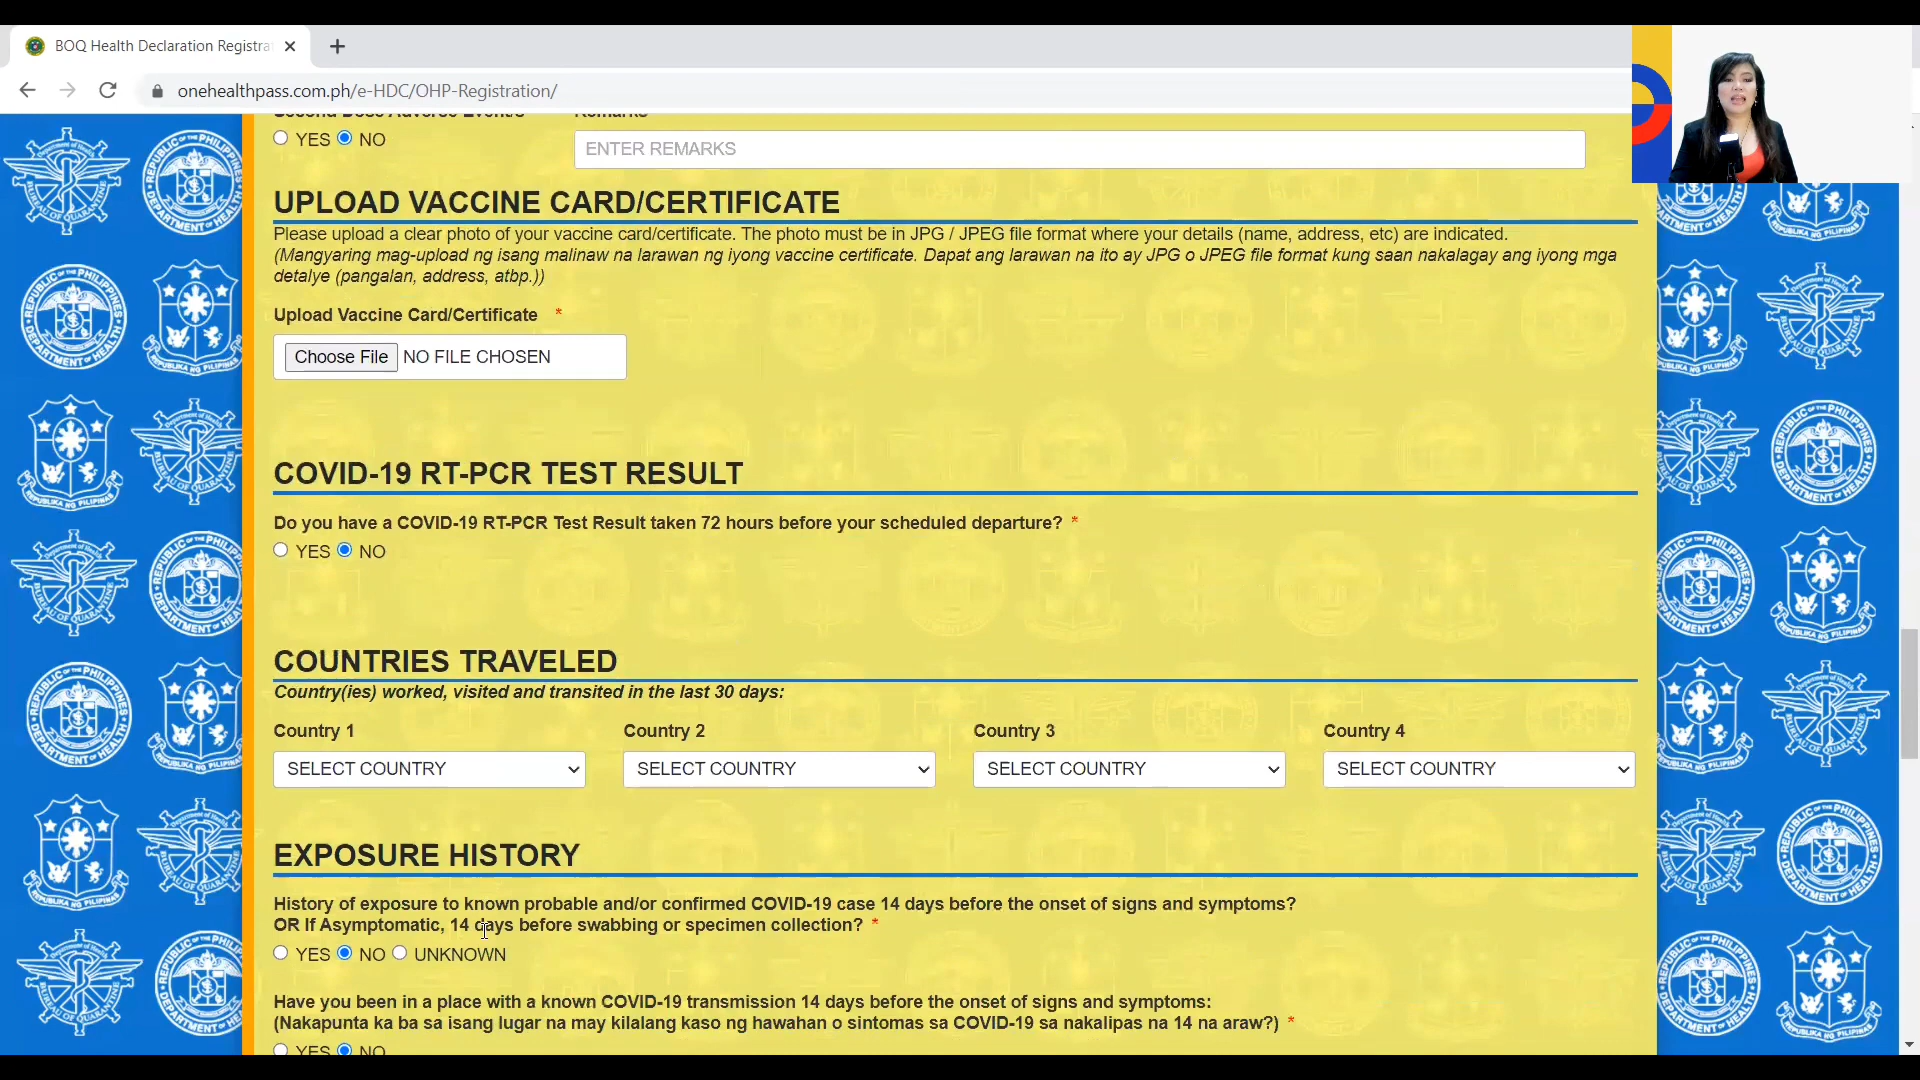 BOQ Health Declaration Registra
onehealthpass.com.ph/e-HDC/OHP-Registration/
Second Dose Adverse Event/s Remarks
YES NO ENTER REMARKS
UPLOAD VACCINE CARD/CERTIFICATE
Please upload a clear photo of your vaccine card/certificate. The photo must be in JPG / JPEG file format where your details (name, address, etc) are indicated.
(Mangyaring mag-upload ng isang malinaw na larawan ng iyong vaccine certificate. Dapat ang larawan na ito ay JPG o JPEG file format kung saan nakalagay ang iyong mga
detalye (pangalan, address, atbp.))
Upload Vaccine Card/Certificate *
Choose File NO FILE CHOSEN
COVID-19 RT-PCR TEST RESULT
Do you have a COVID-19 RT-PCR Test Result taken 72 hours before your scheduled departure? *
YES NO
COUNTRIES TRAVELED
Country(ies) worked, visited and transited in the last 30 days:
Country 1 Country 2 Country 3 Country 4
SELECT COUNTRY SELECT COUNTRY SELECT COUNTRY SELECT COUNTRY
EXPOSURE HISTORY
History of exposure to known probable and/or confirmed COVID-19 case 14 days before the onset of signs and symptoms?
OR If Asymptomatic, 14 days before swabbing or specimen collection? *
YES NO UNKNOWN
Have you been in a place with a known COVID-19 transmission 14 days before the onset of signs and symptoms:
(Nakapunta ka ba sa isang lugar na may kilalang kaso ng hawahan o sintomas sa COVID-19 sa nakalipas na 14 na araw?) *
YES NO